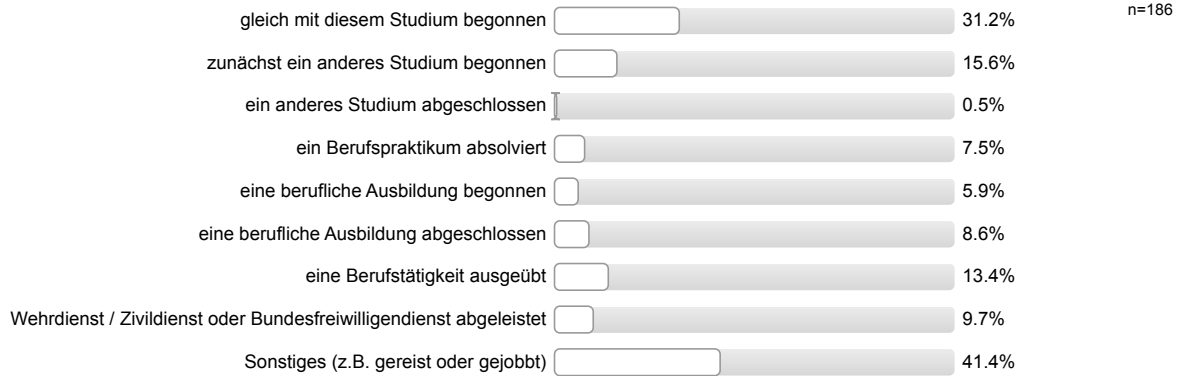 gleich mit diesem Studium begonnen 31.2% n=186
zunächst ein anderes Studium begonnen 15.6%
ein anderes Studium abgeschlossen 0.5%
ein Berufspraktikum absolviert 7.5%
eine berufliche Ausbildung begonnen 5.9%
eine berufliche Ausbildung abgeschlossen 8.6%
eine Berufstätigkeit ausgeübt 13.4%
Wehrdienst / Zivildienst oder Bundesfreiwilligendienst abgeleistet 9.7%
Sonstiges (z.B. gereist oder gejobbt) 41.4%